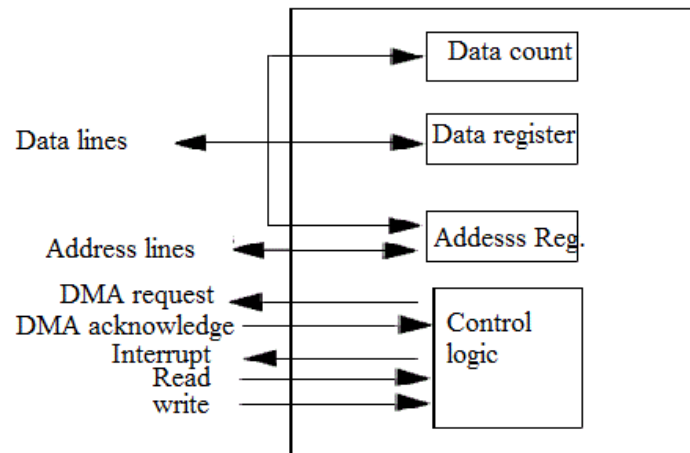 Data count
Data lines
Data register
Address lines
Addesss Reg.
DMA request
DMA acknowledge
Control
logic
Interrupt
Read
write